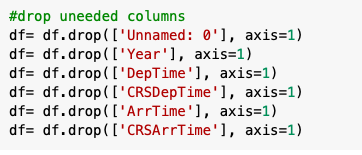 #drop uneeded columns
df= df.drop(['Unnamed: 0'], axis=1)
df= df.drop(['Year'], axis=1)
df= df.drop(['DepTime'], axis=1)
df= df.drop(['CRSDepTime'], axis=1)
df= df.drop(['ArrTime'], axis=1)
df= df.drop(['CRSArrTime'], axis=1)